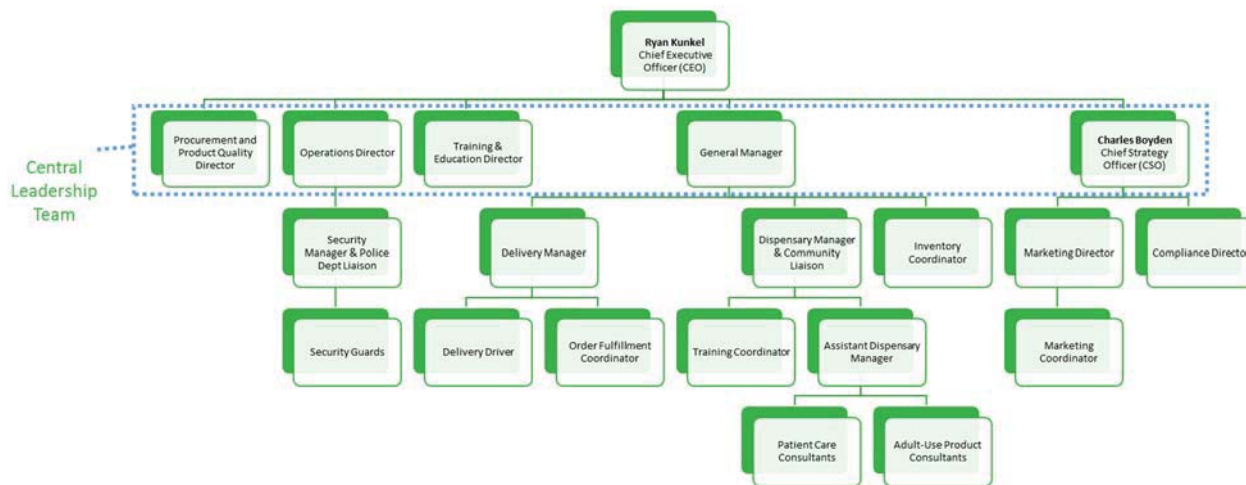 Ryan Kunkel
Chief Executive
Officer (CEO)
Central
Leadership
Team
Procurement and
Product Quality
Director
Operations Director
Training &
Education Director
General Manager
Charles Boyden
Chief Strategy
Officer (CSO)
Security
Manager & Police
Dept Liaison
Delivery Manager
Dispensary Manager
& Community
Liaison
Inventory
Coordinator
Marketing Director
Compliance Director
Security Guards
Delivery Driver
Order Fulfillment
Coordinator
Training Coordinator
Assistant Dispensary
Manager
Marketing
Coordinator
Patient Care
Consultants
Adult-Use Product
Consultants